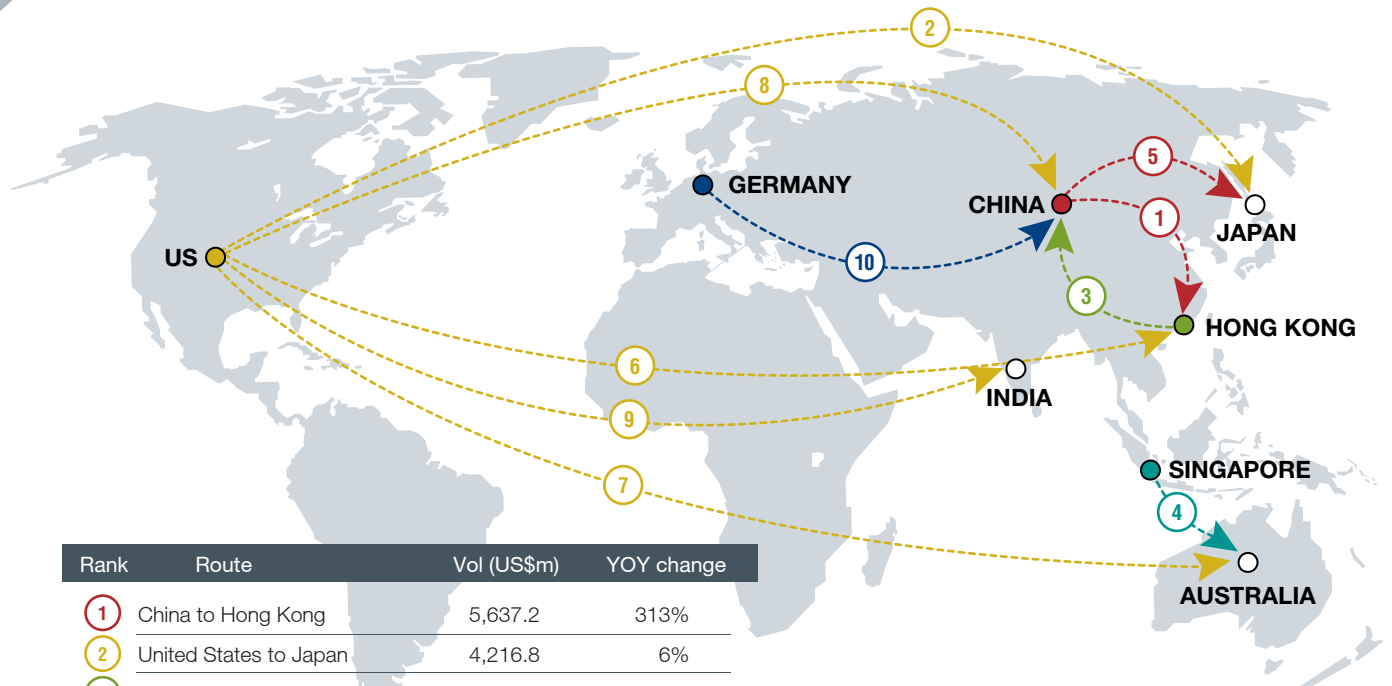 2
8
5
GERMANY
CHINA
1
JAPAN
US
10
3
HONG KONG
6
INDIA
9
SINGAPORE
7
4
AUSTRALIA
Rank Route Vol (US$m) YOY change
1 China to Hong Kong 5,637.2 313%
2 United States to Japan 4,216.8 6%